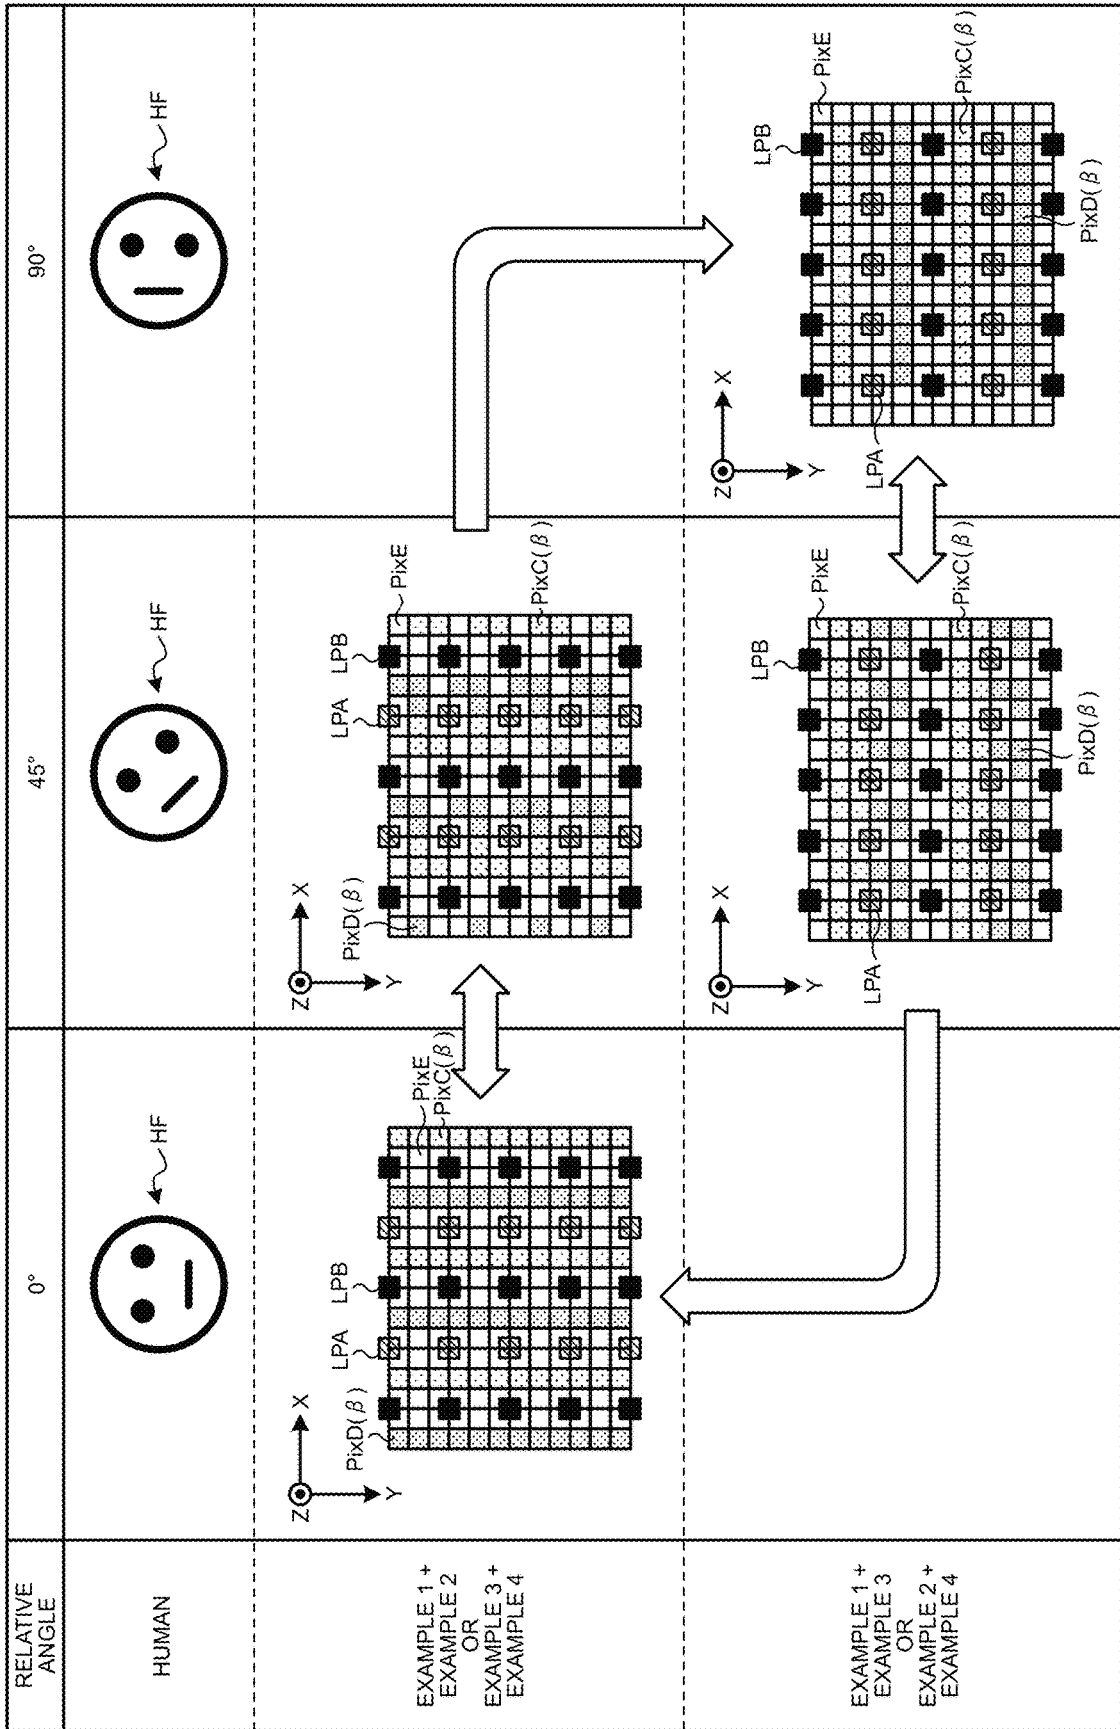 RELATIVE
ANGLE
0°
45°
90°
HUMAN
HF
HF
HF
EXAMPLE 1 +
EXAMPLE 2
OR
EXAMPLE 3 +
EXAMPLE 4
Z
X
Y
PixD(β)
LPA
LPB
PixE
PixC(β)
Z
X
Y
PixD(β)
LPA
LPB
PixE
PixC(β)
EXAMPLE 1 +
EXAMPLE 3
OR
EXAMPLE 2 +
EXAMPLE 4
Z
X
Y
LPA
LPB
PixE
PixC(β)
PixD(β)
Z
X
Y
LPA
LPB
PixE
PixC(β)
PixD(β)